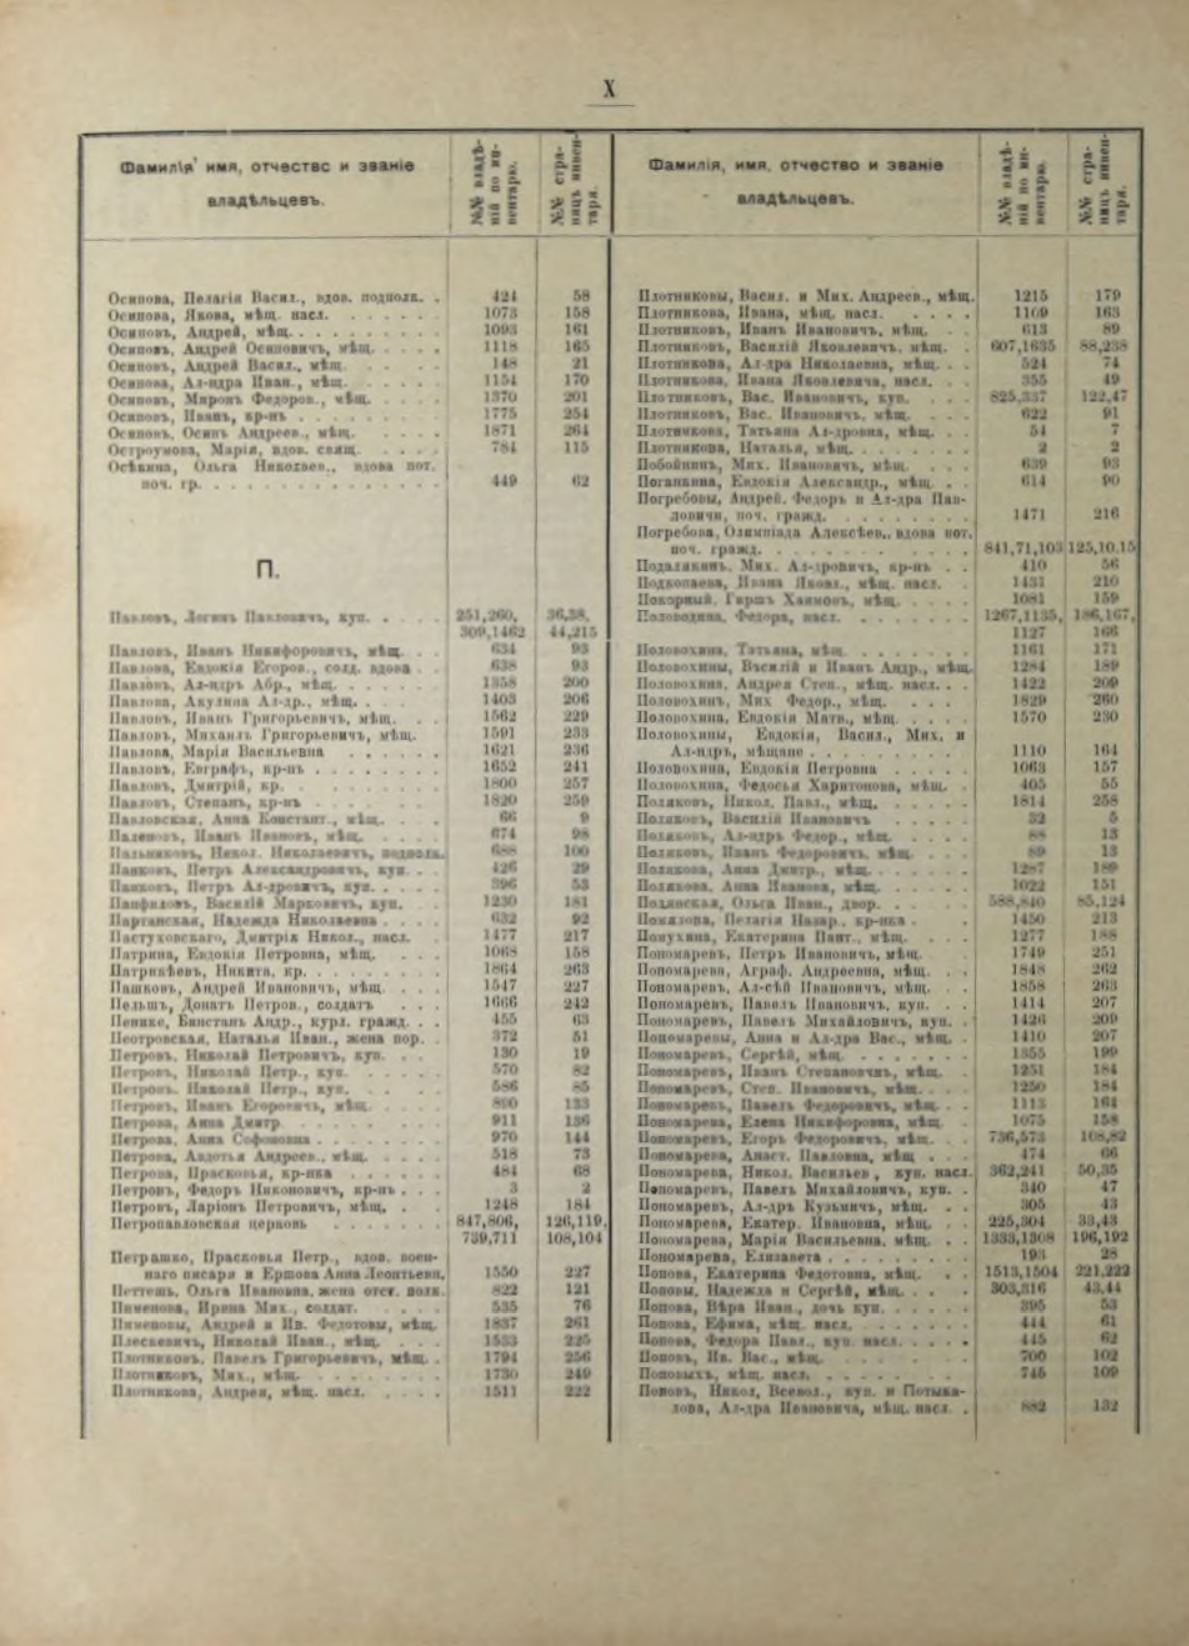 X
Фамилія имя, отчествс и званіе
владѣльцевъ.
№№ владѣ-
ній по ин-
вентарю.
№№ стра-
ницъ инвен-
таря.
Осипова, Пелагія Васил., вдов. подполк. . 424 58
Осипова, Якова, мѣщ. насл. 1073 158
Осиповъ, Андрей, мѣщ. 1093 161
Осиповъ, Андрей Осиповичъ, мѣщ. 1118 165
Осиповъ, Андрей Васил., мѣщ. 148 21
Осипова, Ал-ндра Иван., мѣщ. 1154 170
Осиповъ, Миронъ Федоров., мѣщ. 1370 201
Осиповъ, Иванъ, кр-нъ 1775 254
Осиповъ, Осипъ Андреев., мѣщ. 1871 264
Остроумова, Марія, вдов. свящ. 784 115
Осѣкина, Ольга Николаев., вдова пот.
поч. гр. 449 62
П.
Павловъ, Логинъ Павловичъ, куп. 251,260, 36,38,
309,1462 44,215
Павловъ, Иванъ Никифоровичъ, мѣщ. 634 93
Павлова, Евдокія Егоров., солд. вдова 638 93
Павловъ, Ал-ндръ Абр., мѣщ. 1358 200
Павлова, Акулина Ал-др., мѣщ. 1403 206
Павловъ, Иванъ Григорьевичъ, мѣщ. 1562 229
Павловъ, Михаилъ Григорьевичъ, мѣщ. 1591 233
Павлова, Марія Васильевна 1621 236
Павловъ, Евграфъ, кр-нъ 1652 241
Павловъ, Дмитрій, кр. 1800 257
Павловъ, Степанъ, кр-нъ 1820 259
Павловская, Анна Констант., мѣщ. 66 9
Паленовъ, Иванъ Ивановъ, мѣщ. 674 98
Пальниковъ, Никол. Николаевичъ, подполк. 688 100
Панковъ, Петръ Александровичъ, куп. 426 29
Панковъ, Петръ Ал-дровичъ, куп. 396 53
Панфиловъ, Василій Марковичъ, куп. 1230 181
Партанская, Надежда Николаевна 632 92
Пастуховскаго, Дмитрія Никол., насл. 1477 217
Патрина, Евдокія Петровна, мѣщ. 1068 158
Патрикѣевъ, Никита, кр. 1864 263
Пашковъ, Андрей Ивановичъ, мѣщ. 1547 227
Пельшъ, Донатъ Петров., солдатъ 1666 242
Пенике, Бинстанъ Андр., курл. гражд. 455 63
Пеотровская, Наталья Иван., жена пор. 372 51
Петровъ, Николай Петровичъ, куп. 130 19
Петровъ, Николай Петр., куп. 570 82
Петровъ, Николай Петр., куп. 586 85
Петровъ, Иванъ Егоровичъ, мѣщ. 890 133
Петрова, Анна Дмитр 911 136
Петрова, Анна Софоновна 970 144
Петрова, Авдотья Андреев., мѣщ. 518 73
Петрова, Прасковья, кр-нка 484 68
Петровъ, Федоръ Никоновичъ, кр-нъ 3 2
Петровъ, Ларіонъ Петровичъ, мѣщ. 1248 184
Петропавловская церковь 847,806, 126,119,
739,711 108,104
Петрашко, Прасковья Петр., вдов. воен-
наго писаря и Ершова Анна Леонтьевн. 1550 227
Петтешъ, Ольга Ивановна, жена отст. полк. 822 121
Пименова, Ирина Мих., солдат. 535 76
Пименовы, Андрей и Ив. Федотовы, мѣщ. 1837 261
Плескевичъ, Николай Иван., мѣщ. 1533 225
Плотниковъ, Павелъ Григорьевичъ, мѣщ. 1794 256
Плотниковъ, Мих., мѣщ. 1730 249
Плотникова, Андрея, мѣщ. насл. 1511 222
Фамилія, имя, отчество и званіе
владѣльцевъ.
№№ владѣ-
ній по ин-
вентарю.
№№ стра-
ницъ инвен-
таря.
Плотниковы, Васил. и Мих. Андреев., мѣщ. 1215 179
Плотникова, Ивана, мѣщ. насл. 1109 163
Плотниковъ, Иванъ Ивановичъ, мѣщ. 613 89
Плотниковъ, Василій Яковлевичъ, мѣщ. 607,1635 88,238
Плотникова, Ал-дра Николаевна, мѣщ. 524 74
Плотникова, Ивана Яковлевича, насл. 355 49
Плотниковъ, Вас. Ивановичъ, куп. 825,337 122,47
Плотниковъ, Вас. Ивановичъ, мѣщ. 622 91
Плотникова, Татьяна Ал-дровна, мѣщ. 54 7
Плотникова, Наталья, мѣщ. 2 2
Побойнинъ, Мих. Ивановичъ, мѣщ. 639 93
Поганкина, Евдокія Александр., мѣщ. 614 90
Погребовы, Андрей, Федоръ и Ал-дра Пав-
ловичи, поч. гражд. 1471 216
Погребова, Олимпіада Алексѣев., вдова пот.
поч. гражд. 841,71,103 125,10,15
Подалякинъ, Мих. Ал-дровичъ, кр-нъ 410 56
Подкопаева, Ивана Яковл., мѣщ. насл. 1431 210
Покорный, Гиршъ Хаимовъ, мѣщ. 1081 159
Половодина, Федора, насл. 1267,1135, 186,167,
1127 166
Половохина, Татьяна, мѣщ. 1161 171
Половохины, Василій и Иванъ Андр., мѣщ. 1284 189
Половохина, Андрея Степ., мѣщ. насл. 1422 209
Половохинъ, Мих Федор., мѣщ. 1829 260
Половохина, Евдокія Матв., мѣщ. 1570 230
Половохины, Евдокія, Васил., Мих. и
Ал-ндръ, мѣщане 1110 164
Половохина, Евдокія Петровна 1063 157
Половохина, Федосья Харитонова, мѣщ. 405 55
Поляковъ, Никол. Павл., мѣщ. 1814 258
Поляковъ, Василій Ивановичъ 32 5
Поляковъ, Ал-ндръ Федор., мѣщ. 88 13
Поляковъ, Иванъ Федоровичъ, мѣщ. 89 13
Полякова, Анна Дмитр., мѣщ. 1287 189
Полякова, Анна Иванова, мѣщ. 1022 151
Полянская, Ольга Иван., двор. 588,840 85,124
Помялова, Пелагія Назар., кр-нка 1450 213
Понухина, Екатерина Пант., мѣщ. 1277 188
Пономаревъ, Петръ Ивановичъ, мѣщ. 1749 251
Пономарева, Аграф. Андреевна, мѣщ. 1848 262
Пономаревъ, Ал-сѣй Ивановичъ, мѣщ. 1858 263
Пономаревъ, Павелъ Ивановичъ, куп. 1414 207
Пономаревъ, Павелъ Михайловичъ, куп. 1426 209
Пономаревы, Анна и Ал-дра Вас., мѣщ. 1410 207
Пономаревъ, Сергѣй, мѣщ. 1355 199
Пономаревъ, Иванъ Степановичъ, мѣщ. 1251 184
Пономаревъ, Степ. Ивановичъ, мѣщ. 1250 184
Пономаревъ, Павелъ Федоровичъ, мѣщ. 1113 164
Пономарева, Елена Никифоровна, мѣщ. 1075 158
Пономаревъ, Егоръ Федоровичъ, мѣщ. 736,573 108,82
Пономарева, Анаст. Павловна, мѣщ 474 66
Пономарева, Никол. Васильев, куп. насл. 362,241 50,35
Пономаревъ, Павелъ Михайловичъ, куп. 340 47
Пономаревъ, Ал-дръ Кузьмичъ, мѣщ. 305 43
Пономарева, Екатер. Ивановна, мѣщ. 225,304 33,43
Пономарева, Марія Васильевна, мѣщ. 1333,1308 196,192
Пономарева, Елизавета 193 28
Попова, Екатерина Федотовна, мѣщ. 1513,1504 221,222
Поповы, Надежда и Сергѣй, мѣщ. 303,316 43,44
Попова, Вѣра Иван., дочь куп. 395 53
Попова, Ефима, мѣщ. насл. 444 61
Попова, Федора Павл., куп. насл. 445 62
Поповъ, Ив. Вас., мѣщ. 700 102
Поповыхъ, мѣщ. насл. 746 109
Поповъ, Никол, Всевол., куп. и Потыка-
лова, Ал-дра Ивановича, мѣщ. насл. . 882 132